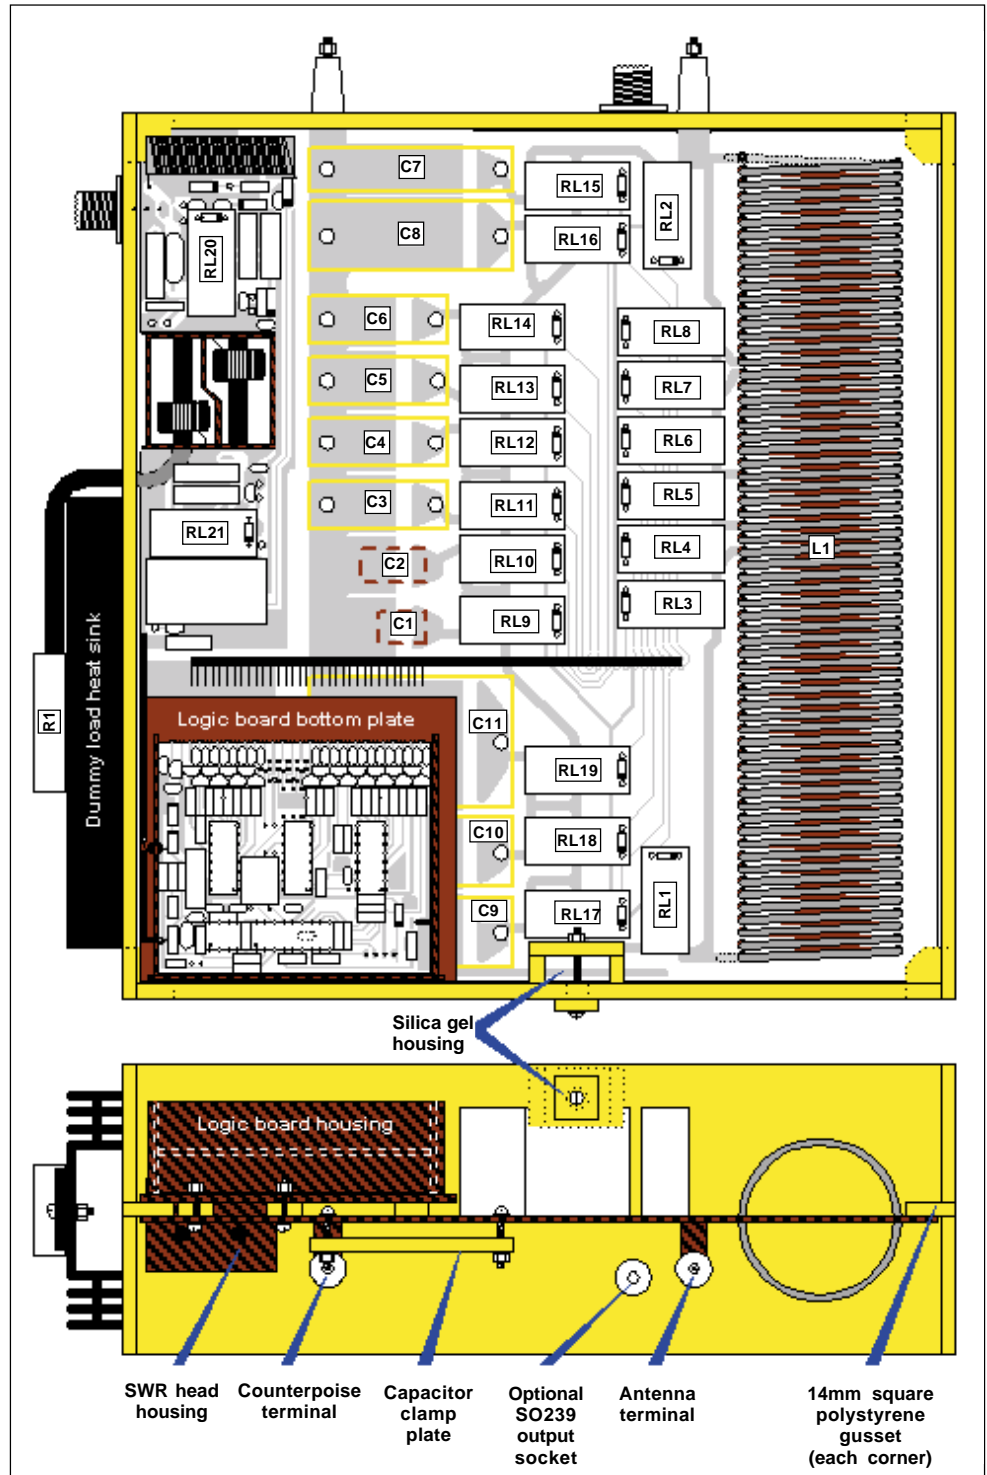 C7
RL15
RL2
C8
RL16
RL20
C6
RL14
RL8
C5
RL13
RL7
C4
RL12
RL6
C3
RL11
RL5
RL21
C2
RL10
RL4
L1
C1
RL9
RL3
R1
Dummy load heat sink
Logic board bottom plate
C11
RL19
C10
RL18
RL1
C9
RL17
Silica gel
housing
Logic board housing
SWR head
housing
Counterpoise
terminal
Capacitor
clamp
plate
Optional
SO239
output
socket
Antenna
terminal
14mm square
polystyrene
gusset
(each corner)